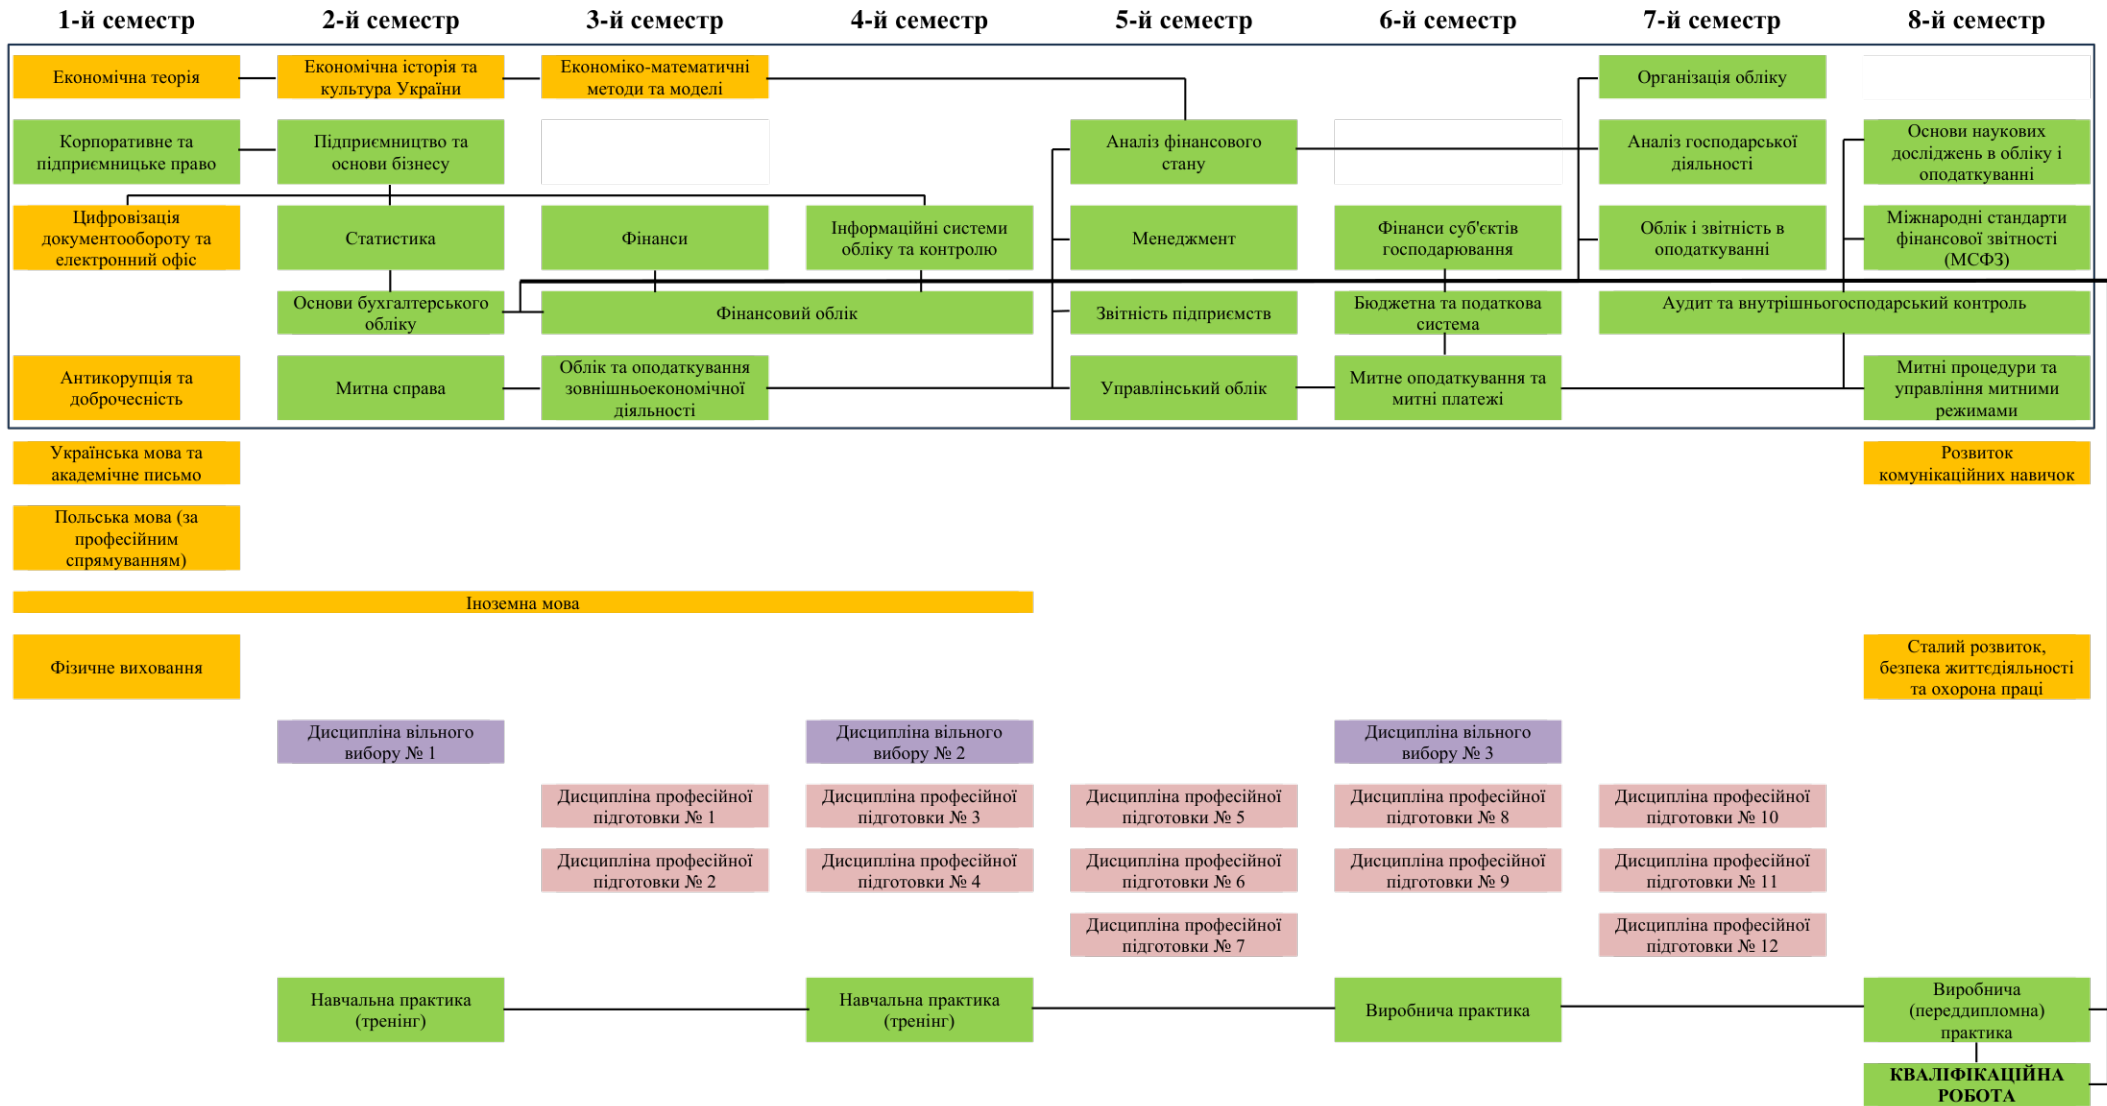 1-й семестр
2-й семестр
3-й семестр
4-й семестр
5-й семестр
6-й семестр
7-й семестр
8-й семестр
Економічна теорія
Економічна історія та
культура України
Економіко-математичні
методи та моделі
Організація обліку
Корпоративне та
підприємницьке право
Підприємництво та
основи бізнесу
Аналіз фінансового
стану
Аналіз господарської
діяльності
Основи наукових
досліджень в обліку і
оподаткуванні
Цифровізація
документообороту та
електронний офіс
Статистика
Фінанси
Інформаційні системи
обліку та контролю
Менеджмент
Фінанси суб'єктів
господарювання
Облік і звітність в
оподаткуванні
Міжнародні стандарти
фінансової звітності
(МСФЗ)
Основи бухгалтерського
обліку
Фінансовий облік
Звітність підприємств
Бюджетна та податкова
система
Аудит та внутрішньогосподарський контроль
Антикорупція та
доброчесність
Митна справа
Облік та оподаткування
зовнішньоекономічної
діяльності
Управлінський облік
Митне оподаткування та
митні платежі
Митні процедури та
управління митними
режимами
Українська мова та
академічне письмо
Розвиток
комунікаційних навичок
Польська мова (за
професійним
спрямуванням)
Іноземна мова
Фізичне виховання
Сталий розвиток,
безпека життєдіяльності
та охорона праці
Дисципліна вільного
вибору № 1
Дисципліна вільного
вибору № 2
Дисципліна вільного
вибору № 3
Дисципліна професійної
підготовки № 1
Дисципліна професійної
підготовки № 3
Дисципліна професійної
підготовки № 5
Дисципліна професійної
підготовки № 8
Дисципліна професійної
підготовки № 10
Дисципліна професійної
підготовки № 2
Дисципліна професійної
підготовки № 4
Дисципліна професійної
підготовки № 6
Дисципліна професійної
підготовки № 9
Дисципліна професійної
підготовки № 11
Дисципліна професійної
підготовки № 7
Дисципліна професійної
підготовки № 12
Навчальна практика
(тренінг)
Навчальна практика
(тренінг)
Виробнича практика
Виробнича
(переддипломна)
практика
КВАЛІФІКАЦІЙНА
РОБОТА